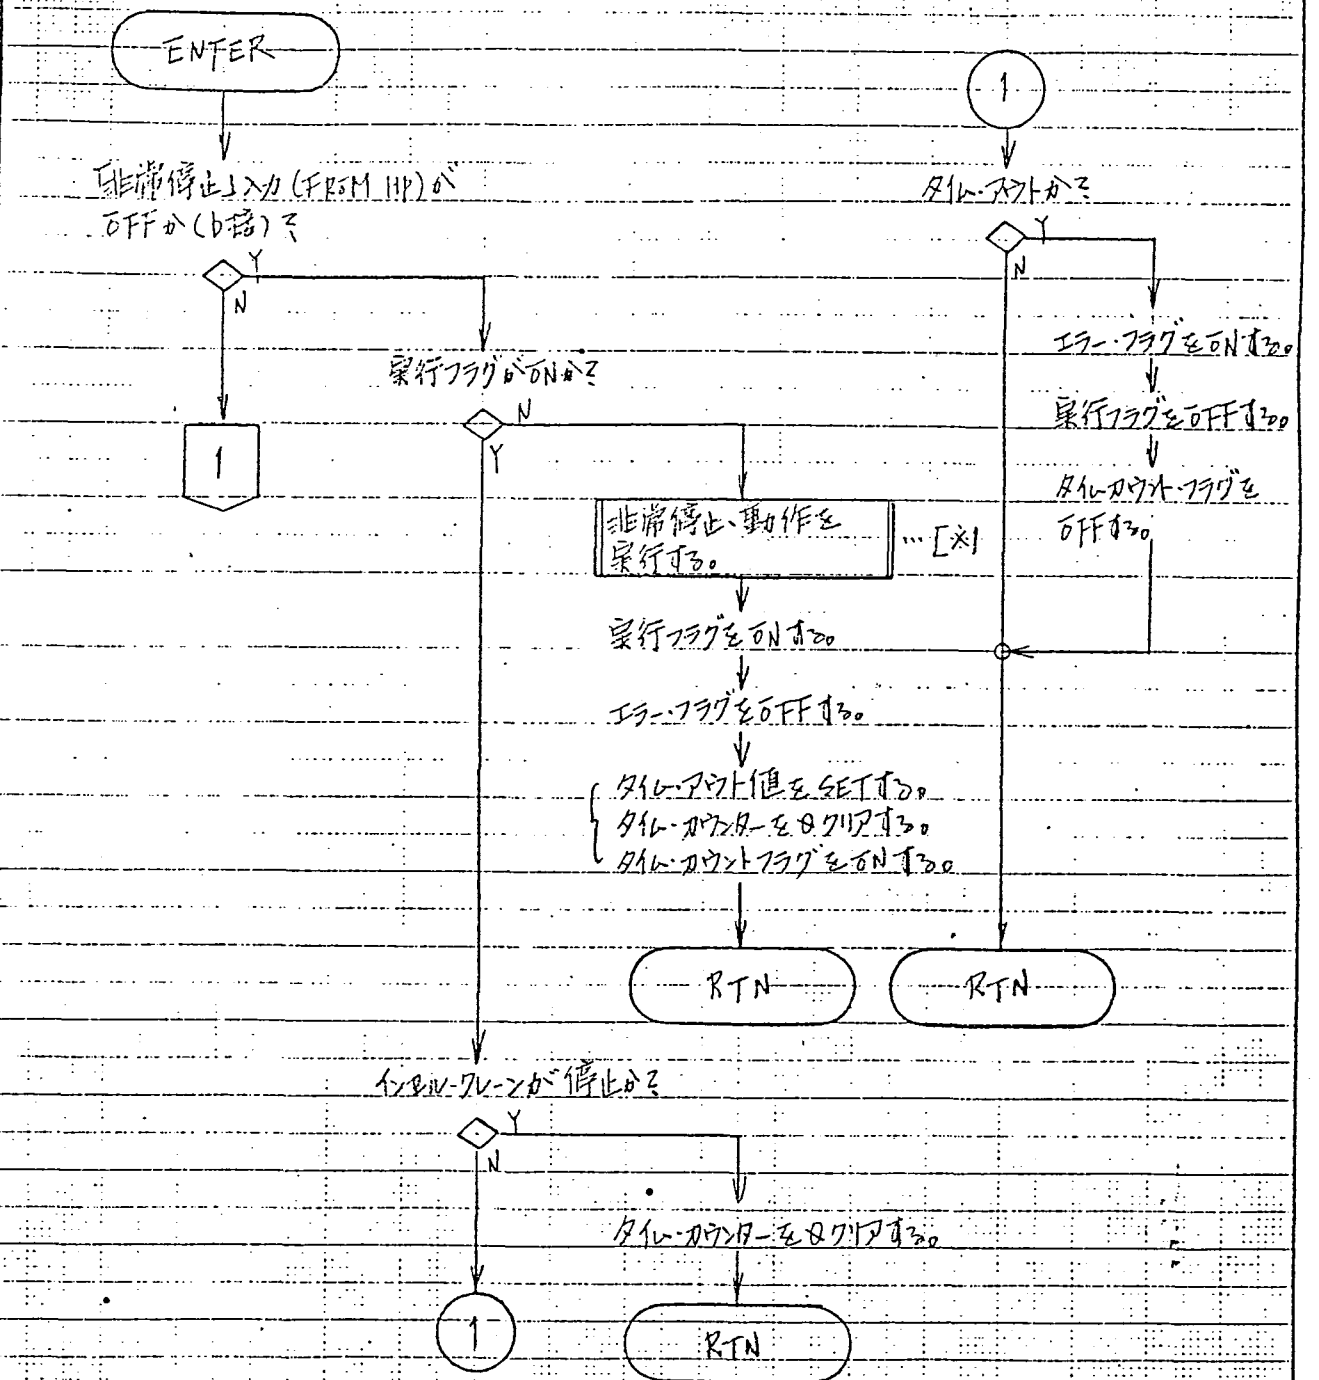 ENTER
「非常停止」入力(FROM HP)が
OFFか(b接)?
Y
N
1
実行フラグがONか?
N
Y
非常停止、動作を
実行する。
…[※]
実行フラグをONする。
エラー・フラグをOFFする。
タイム・アウト値をSETする。
タイム・カウンターを0クリアする。
タイム・カウントフラグをONする。
RTN
インセル-クレーンが停止か?
Y
N
1
タイム・カウンターを0クリアする。
RTN
1
タイム・アウトか?
Y
N
エラー・フラグをONする。
実行フラグをOFFする。
タイムカウント・フラグを
OFFする。
RTN